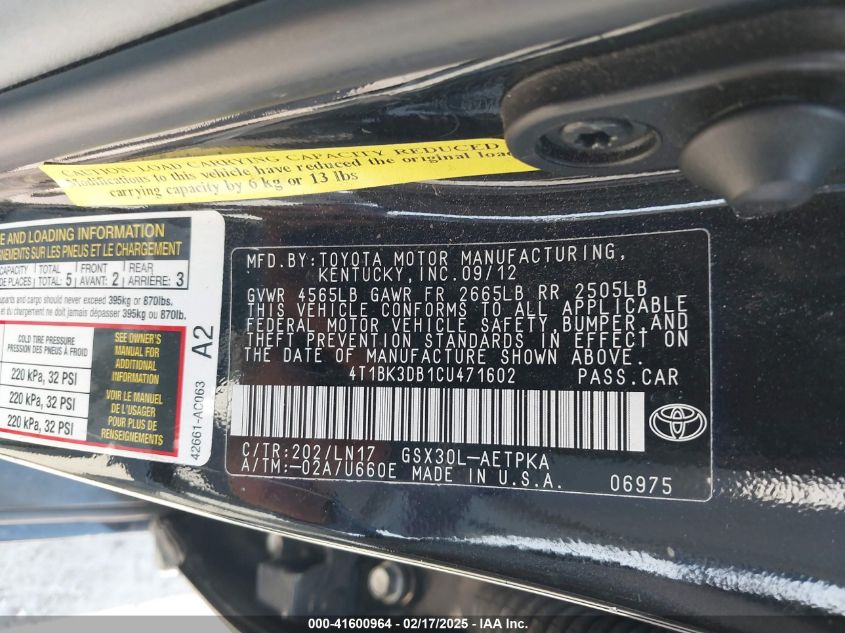 CAUTION: LOAD CARRYING CAPACITY REDUCED
Modifications to this vehicle have reduced the original load
carrying capacity by 6 kg or 13 lbs
E AND LOADING INFORMATION
NEMENTS SUR LES PNEUS ET LE CHARGEMENT
CAPACITY TOTAL 5 FRONT 2 REAR 3
DE PLACES: AVANT: ARRIÈRE:
upants and cargo should never exceed 395kg or 870lbs.
du chargement ne doit jamais dépasser 395kg ou 870lb.
COLD TIRE PRESSURE
PRESSION DES PNEUS À FROID
220 kPa, 32 PSI
220 kPa, 32 PSI
220 kPa, 32 PSI
SEE OWNER'S
MANUAL FOR
ADDITIONAL
INFORMATION
VOIR LE MANUEL
DE L'USAGER
POUR PLUS DE
RENSEIGNEMENTS
42661-AC063 A2
MFD.BY:TOYOTA MOTOR MANUFACTURING,
KENTUCKY, INC.09/12
GVWR 4565LB GAWR FR 2665LB RR 2505LB
THIS VEHICLE CONFORMS TO ALL APPLICABLE
FEDERAL MOTOR VEHICLE SAFETY,BUMPER,AND
THEFT PREVENTION STANDARDS IN EFFECT ON
THE DATE OF MANUFACTURE SHOWN ABOVE.
4T1BK3DB1CU471602 PASS.CAR
C/TR:202/LN17 GSX30L-AETPKA
A/TM:-02A/U660E MADE IN U.S.A. 06975
000-41600964 - 02/17/2025 - IAA Inc.